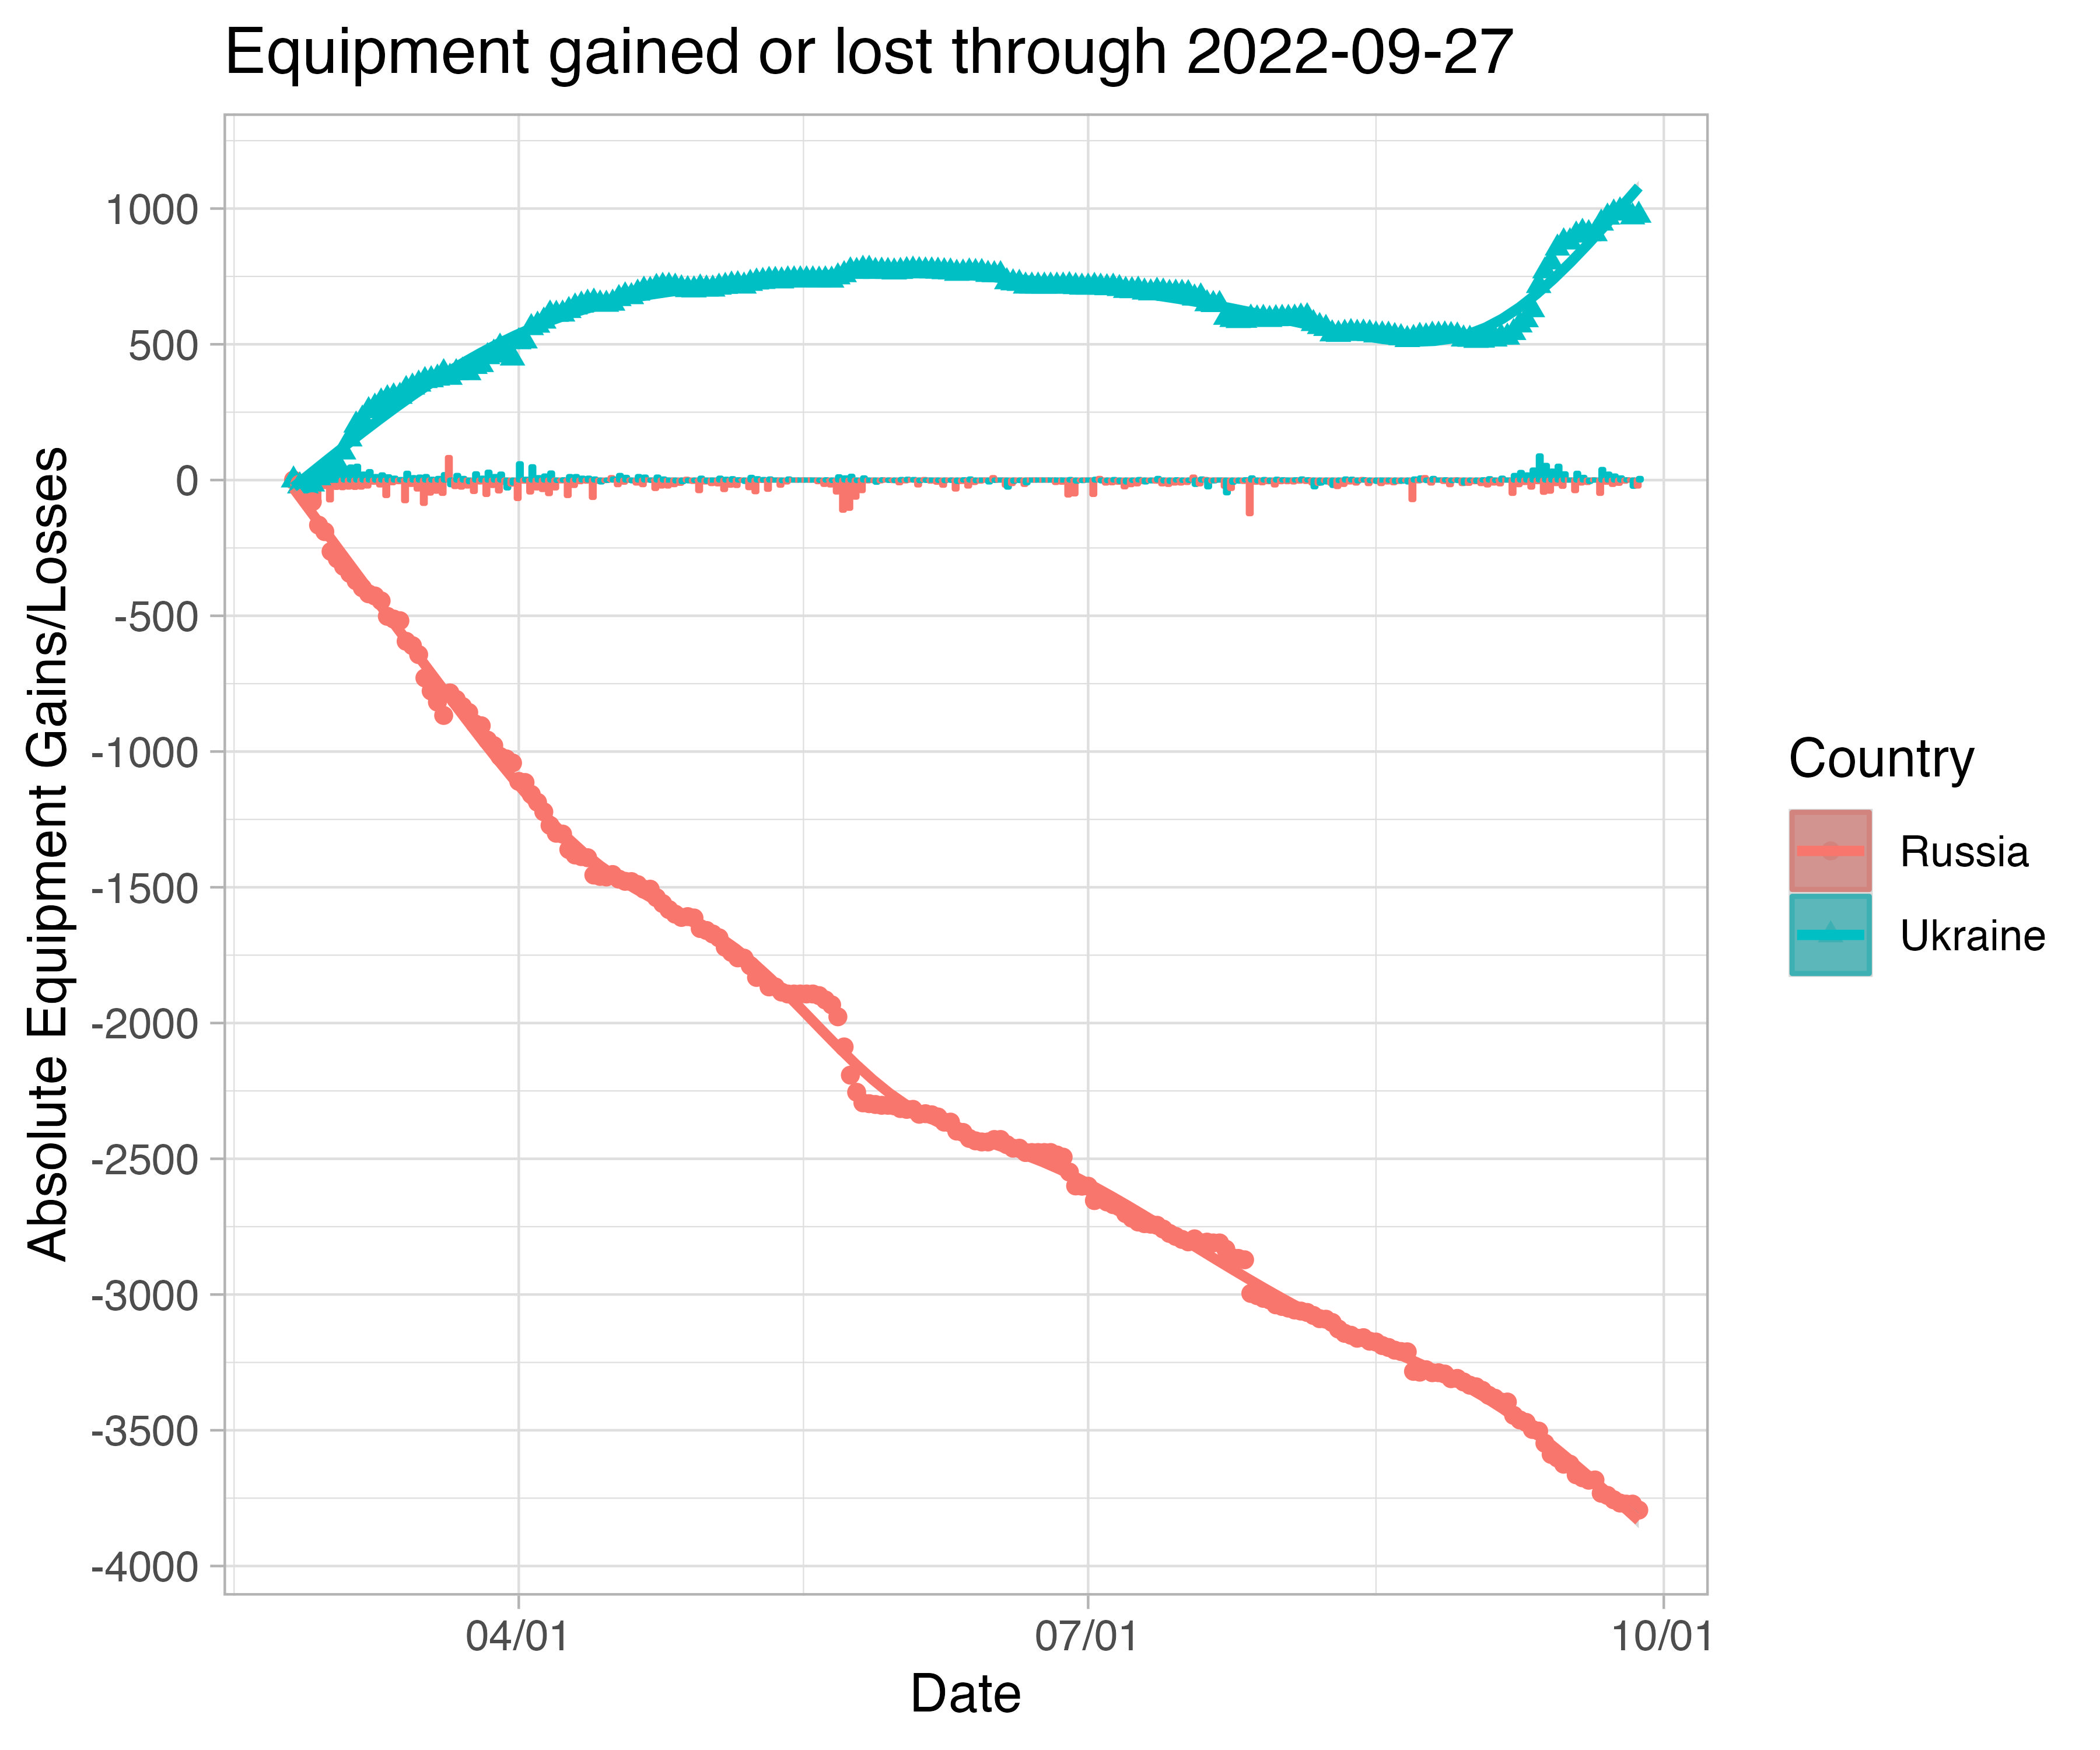 Equipment gained or lost through 2022-09-27
Absolute Equipment Gains/Losses
1000
500
0
-500
-1000
-1500
-2000
-2500
-3000
-3500
-4000
04/01
07/01
10/01
Date
Country
Russia
Ukraine